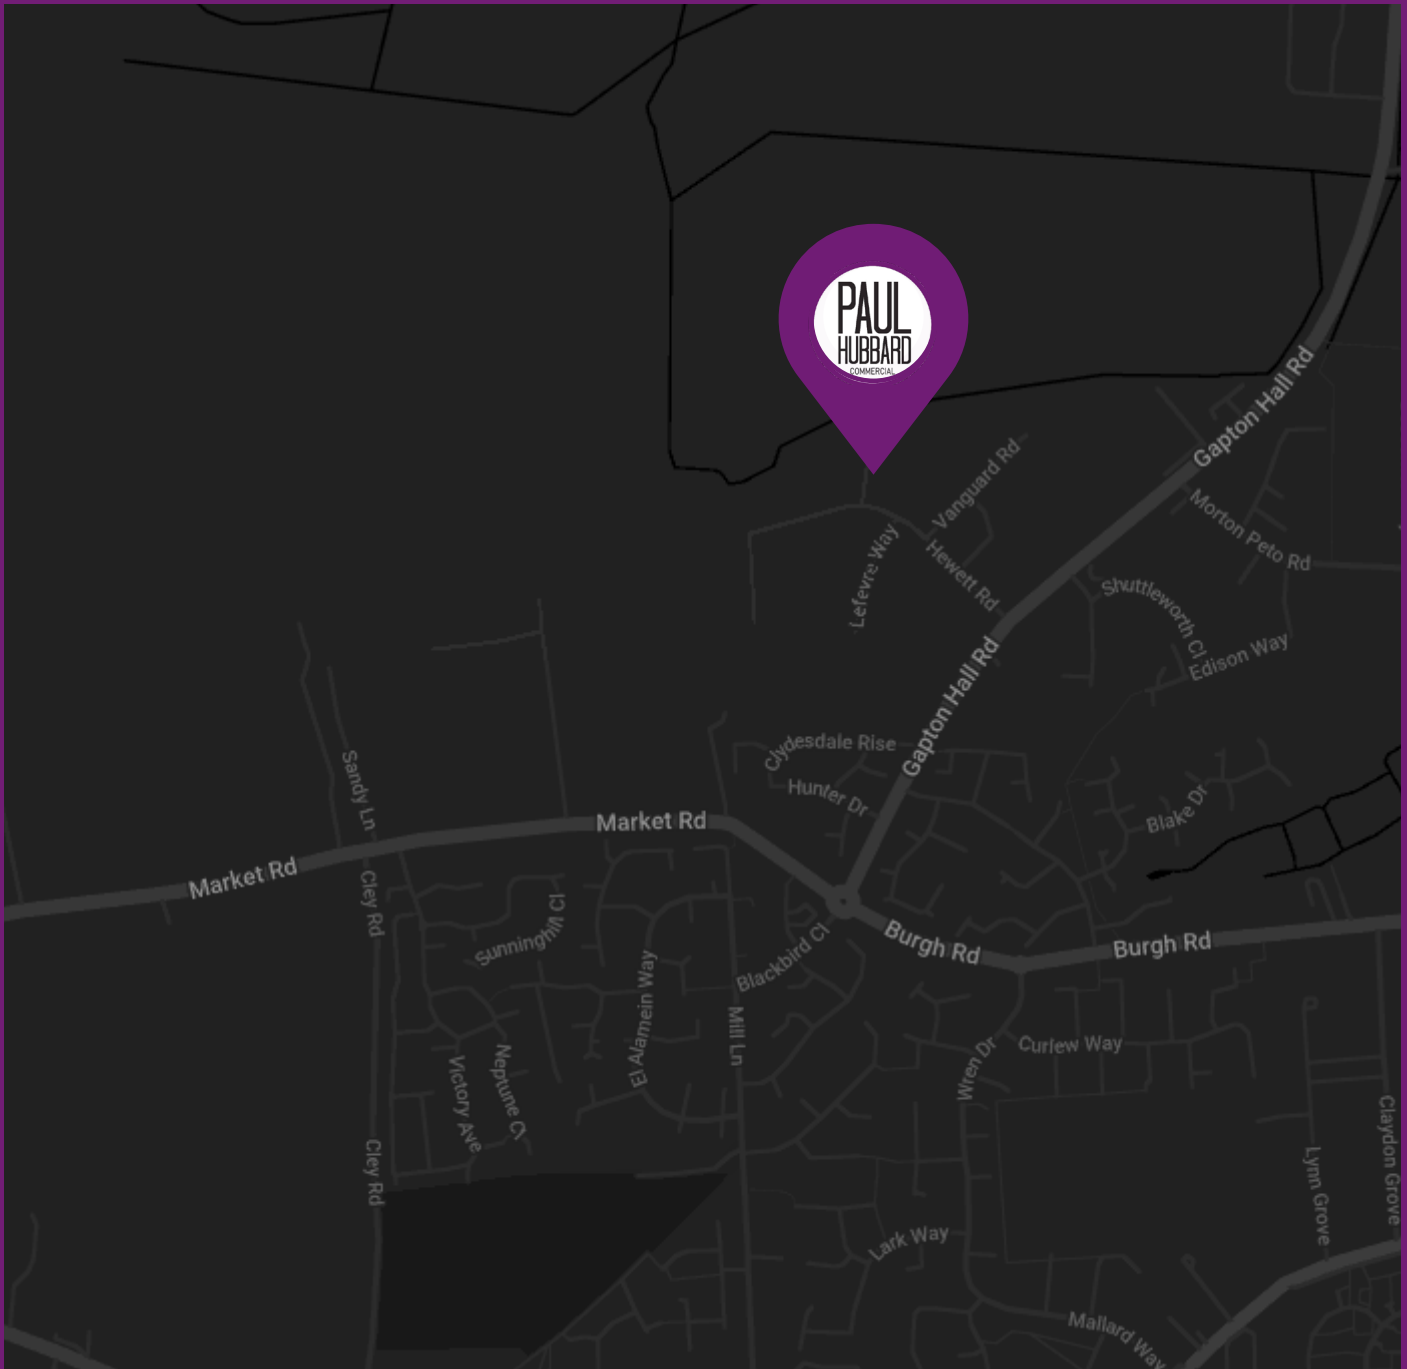 PAUL
HUBBARD
COMMERCIAL
Gapton Hall Rd
Vanguard Rd
Morton Peto Rd
Lefevre Way
Hewett Rd
Shuttleworth Cl
Edison Way
Gapton Hall Rd
Clydesdale Rise
Sandy Ln
Hunter Dr
Blake Dr
Market Rd
Market Rd
Cley Rd
Sunninghill Cl
Blackbird Cl
Burgh Rd
Burgh Rd
El Alamein Way
Mill Ln
Curlew Way
Wren Dr
Neptune Cl
Victory Ave
Cley Rd
Claydon Grove
Lynn Grove
Lark Way
Mallard Way